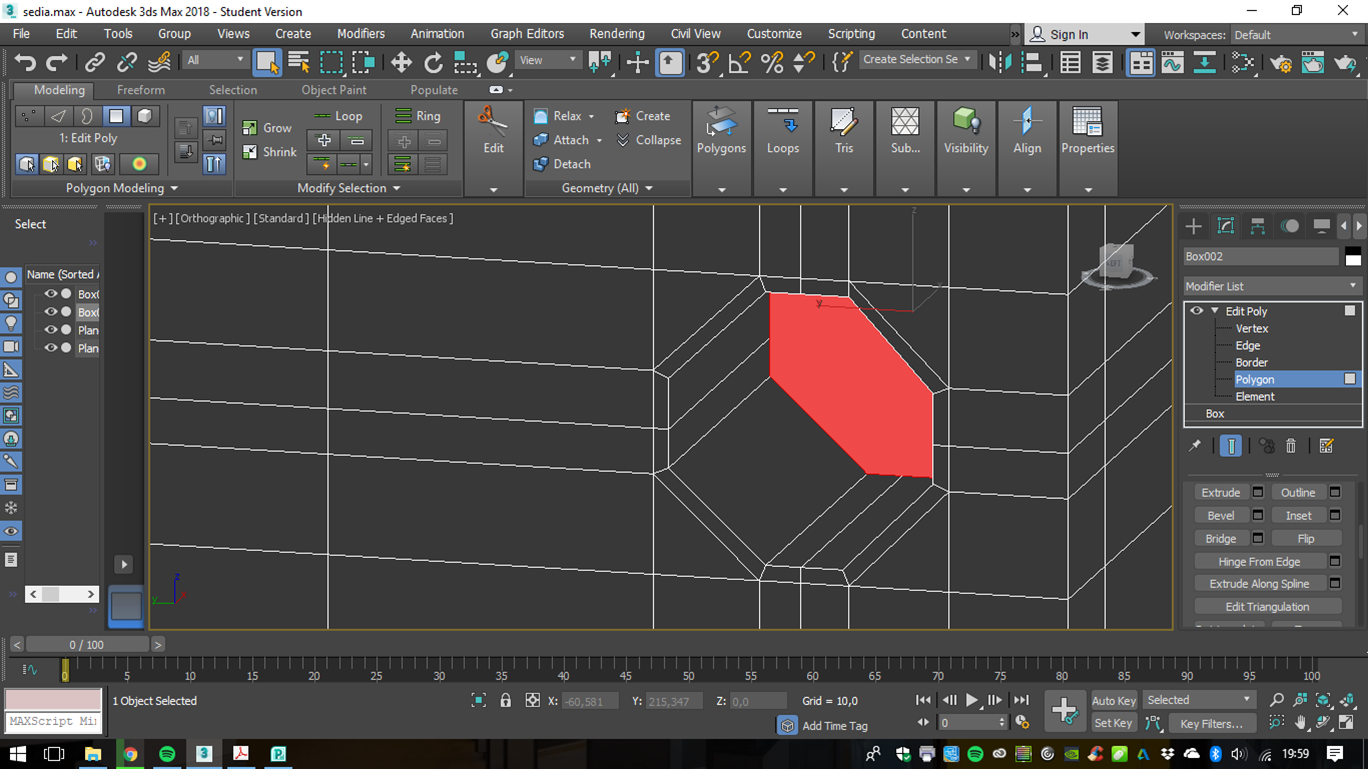 sedia.max - Autodesk 3ds Max 2018 - Student Version
File Edit Tools Group Views Create Modifiers Animation Graph Editors Rendering Civil View Customize Scripting Content » Sign In Workspaces: Default
All View Create Selection Se
Modeling Freeform Selection Object Paint Populate
1: Edit Poly
Grow
Shrink
Loop Ring
Edit
Relax Create
Attach Collapse
Detach
Polygons Loops Tris Sub... Visibility Align Properties
Polygon Modeling Modify Selection Geometry (All)
Select
[+] [Orthographic] [Standard] [Hidden Line + Edged Faces]
Name (Sorted A
Box(
Box(
Plan
Plan
z
y
z
y
Box002
Modifier List
Edit Poly
Vertex
Edge
Border
Polygon
Element
Box
Extrude Outline
Bevel Inset
Bridge Flip
Hinge From Edge
Extrude Along Spline
Edit Triangulation
< 0 / 100 >
0 5 10 15 20 25 30 35 40 45 50 55 60 65 70 75 80 85 90 95 100
MAXScript Mi
1 Object Selected
X: -60,581 Y: 215,347 Z: 0,0 Grid = 10,0
Add Time Tag
0
Auto Key Selected
Set Key Key Filters...
19:59